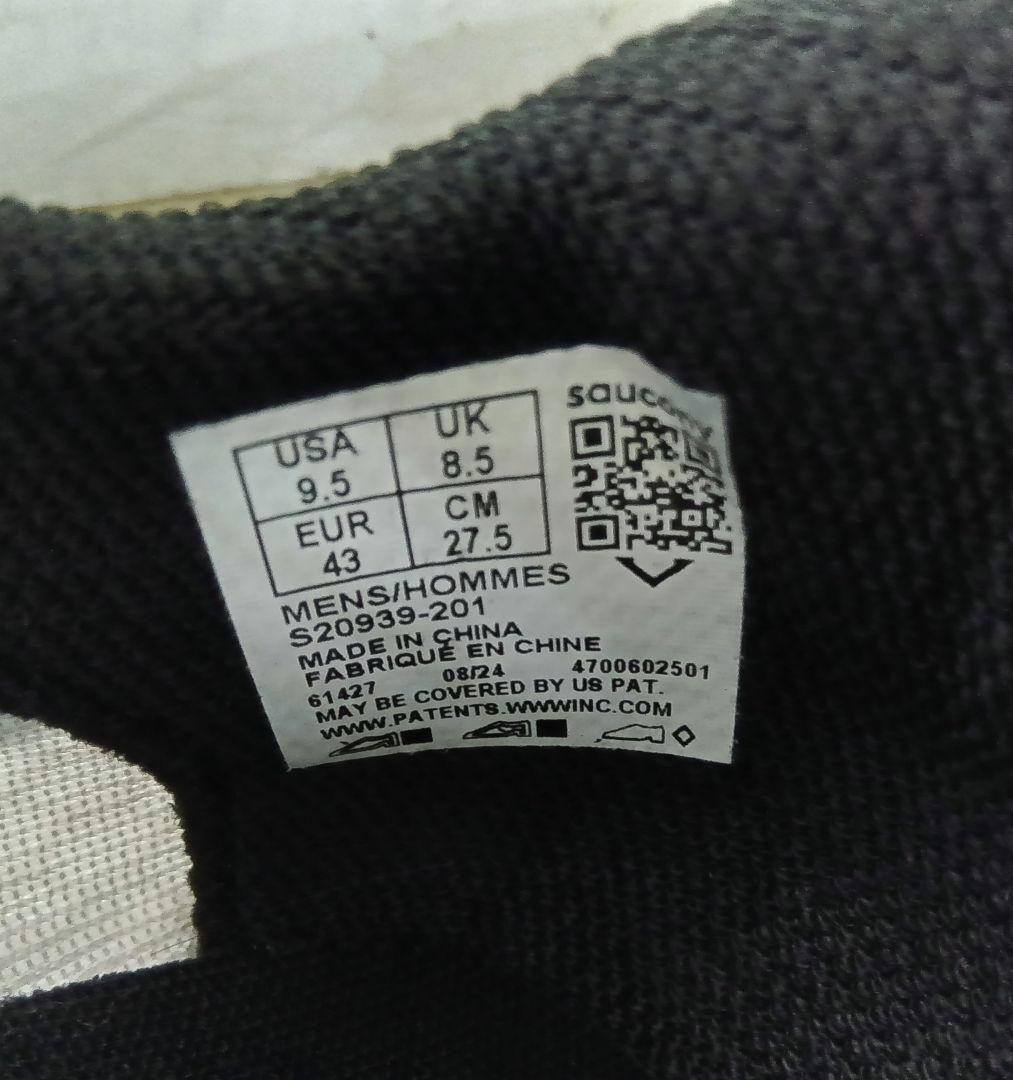 USA
9.5
UK
8.5
EUR
43
CM
27.5
MENS/HOMMES
S20939-201
MADE IN CHINA
FABRIQUÉ EN CHINE
61427 08/24 4700602501
MAY BE COVERED BY US PAT.
WWW.PATENTS.WWWINC.COM